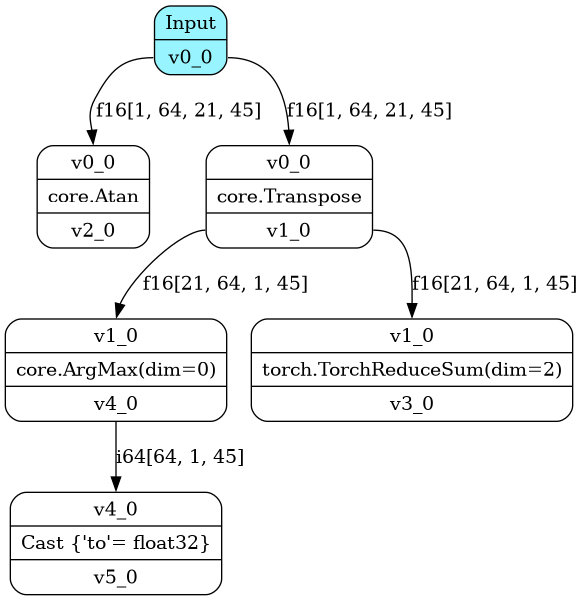 Input
v0_0
f16[1, 64, 21, 45]
f16[1, 64, 21, 45]
v0_0
core.Atan
v2_0
v0_0
core.Transpose
v1_0
f16[21, 64, 1, 45]
f16[21, 64, 1, 45]
v1_0
core.ArgMax(dim=0)
v4_0
v1_0
torch.TorchReduceSum(dim=2)
v3_0
i64[64, 1, 45]
v4_0
Cast {'to'= float32}
v5_0